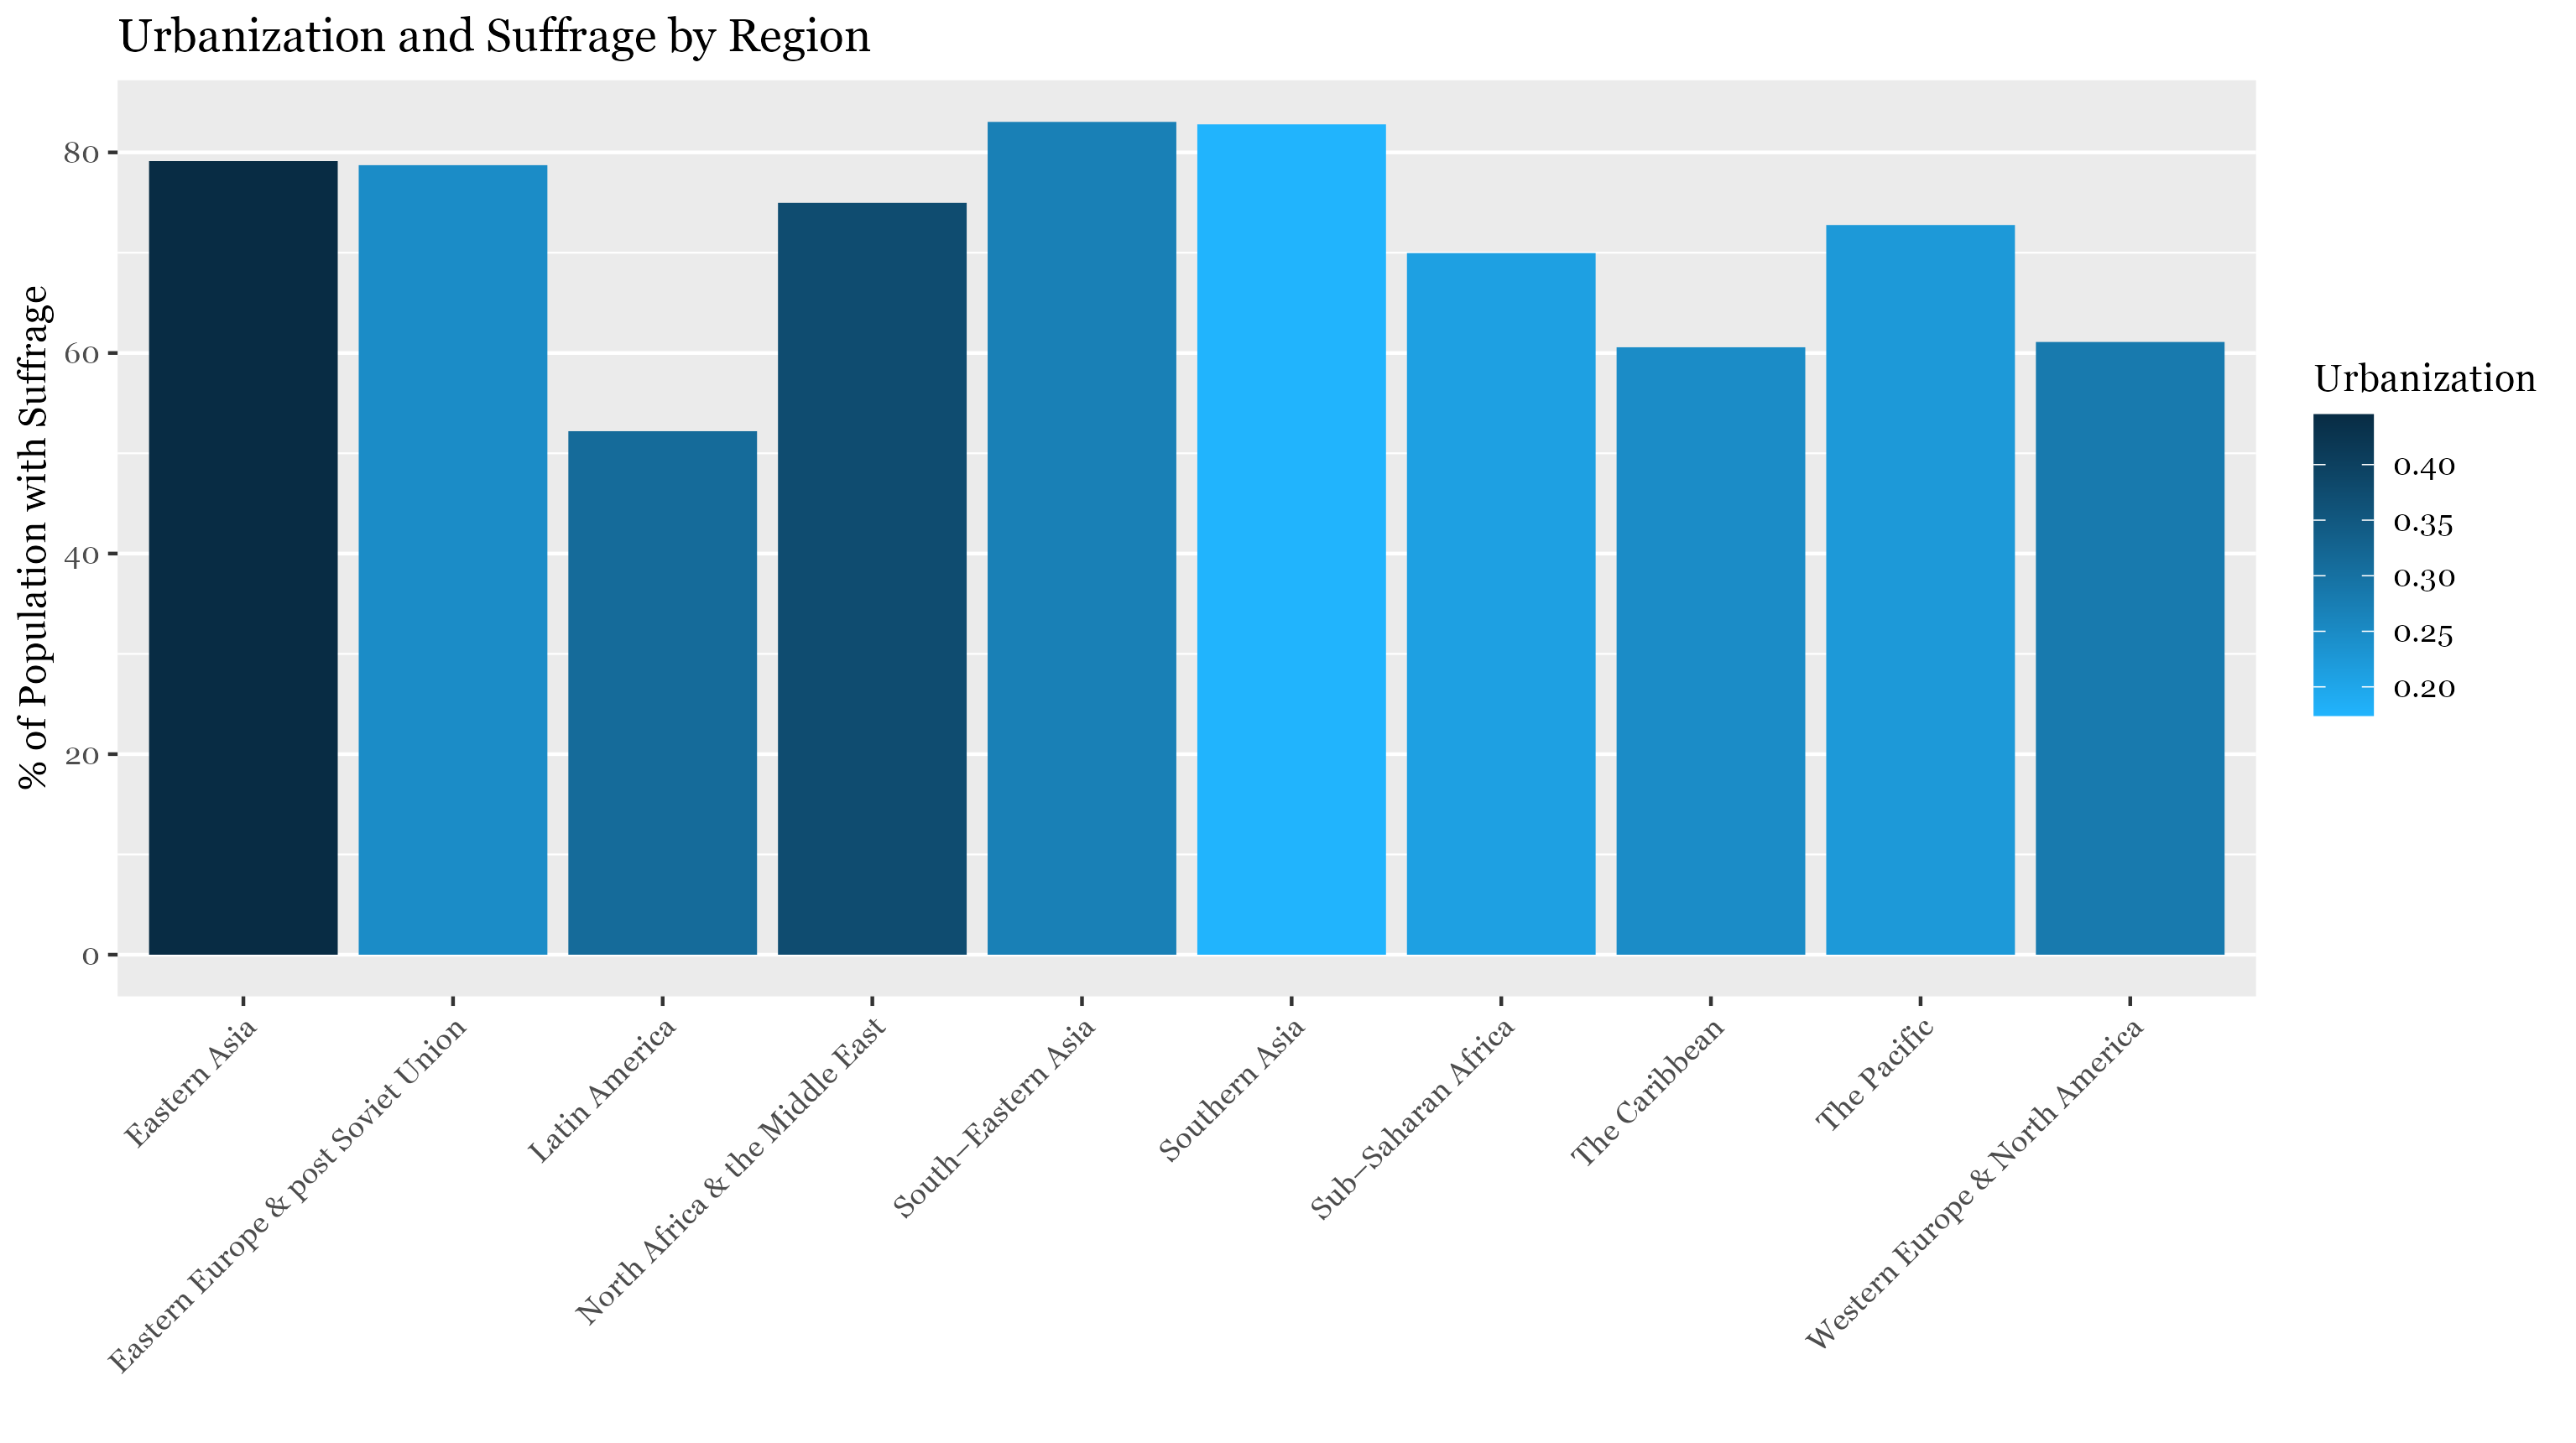 Urbanization and Suffrage by Region
% of Population with Suffrage
80
60
40
20
0
Eastern Asia
Eastern Europe & post Soviet Union
Latin America
North Africa & the Middle East
South−Eastern Asia
Southern Asia
Sub−Saharan Africa
The Caribbean
The Pacific
Western Europe & North America
Urbanization
0.40
0.35
0.30
0.25
0.20